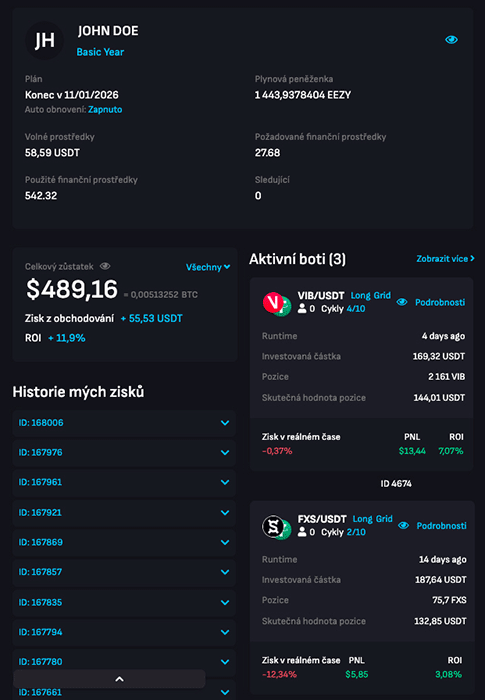 JH
JOHN DOE
Basic Year
Plán
Konec v 11/01/2026
Auto obnovení: Zapnuto
Plynová peněženka
1 443,9378404 EEZY
Volné prostředky
58,59 USDT
Požadované finanční prostředky
27.68
Použité finanční prostředky
542.32
Sledující
0
Celkový zůstatek
Všechny
$489,16 ≈ 0,00513252 BTC
Zisk z obchodování + 55,53 USDT
ROI + 11,9%
Historie mých zisků
ID: 168006
ID: 167976
ID: 167961
ID: 167921
ID: 167869
ID: 167857
ID: 167835
ID: 167794
ID: 167780
ID: 167661
Aktivní boti (3)
Zobrazit více
VIB/USDT Long Grid
0 Cykly 4/10
Podrobnosti
Runtime 4 days ago
Investovaná částka 169,32 USDT
Pozice 2 161 VIB
Skutečná hodnota pozice 144,01 USDT
Zisk v reálném čase PNL ROI
-0,37% $13,44 7,07%
ID 4674
FXS/USDT Long Grid
0 Cykly 2/10
Podrobnosti
Runtime 14 days ago
Investovaná částka 187,64 USDT
Pozice 75,7 FXS
Skutečná hodnota pozice 132,85 USDT
Zisk v reálném čase PNL ROI
-12,34% $5,85 3,08%